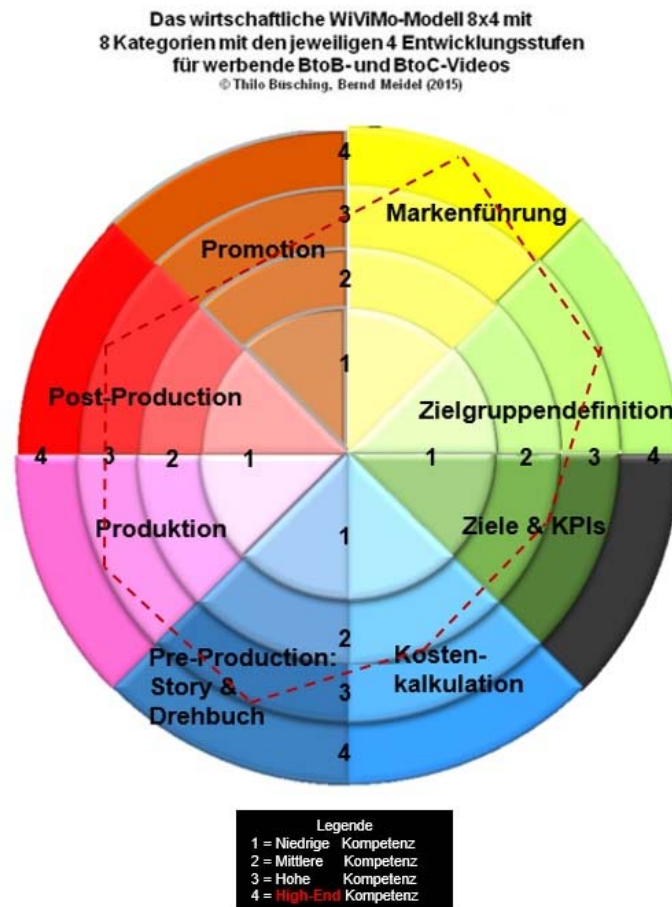 Das wirtschaftliche WiViMo-Modell 8x4 mit
8 Kategorien mit den jeweiligen 4 Entwicklungsstufen
für werbende BtoB- und BtoC-Videos
© Thilo Büsching, Bernd Meidel (2015)
4
3
2
1
Markenführung
Promotion
Post-Production
Zielgruppendefinition
4 3 2 1 1 2 3 4
Produktion
Ziele & KPIs
1
2
3
4
Pre-Production:
Story &
Drehbuch
Kosten-
kalkulation
Legende
1 = Niedrige Kompetenz
2 = Mittlere Kompetenz
3 = Hohe Kompetenz
4 = High-End Kompetenz